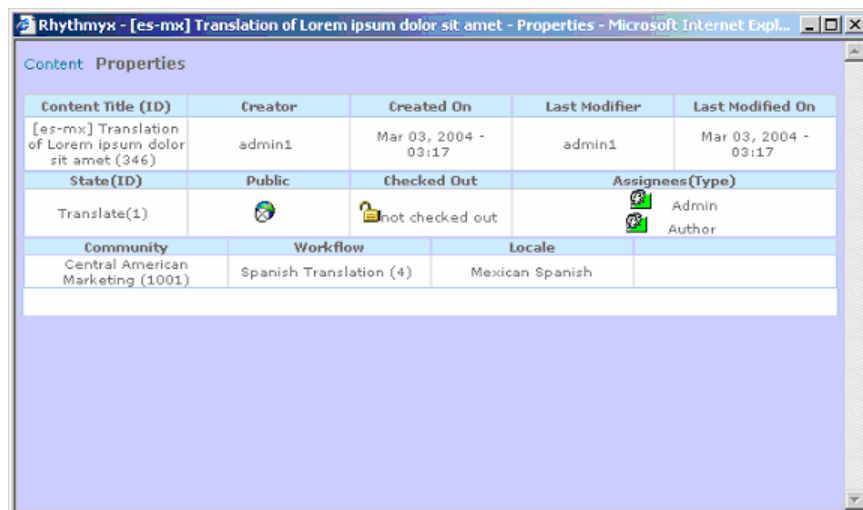 Rhythmyx - [es-mx] Translation of Lorem ipsum dolor sit amet - Properties - Microsoft Internet Expl...
Content Properties
Content Title (ID) Creator Created On Last Modifier Last Modified On
[es-mx] Translation of Lorem ipsum dolor sit amet (346) admin1 Mar 03, 2004 - 03:17 admin1 Mar 03, 2004 - 03:17
State(ID) Public Checked Out Assignees(Type)
Translate(1) not checked out Admin
Author
Community Workflow Locale
Central American Marketing (1001) Spanish Translation (4) Mexican Spanish